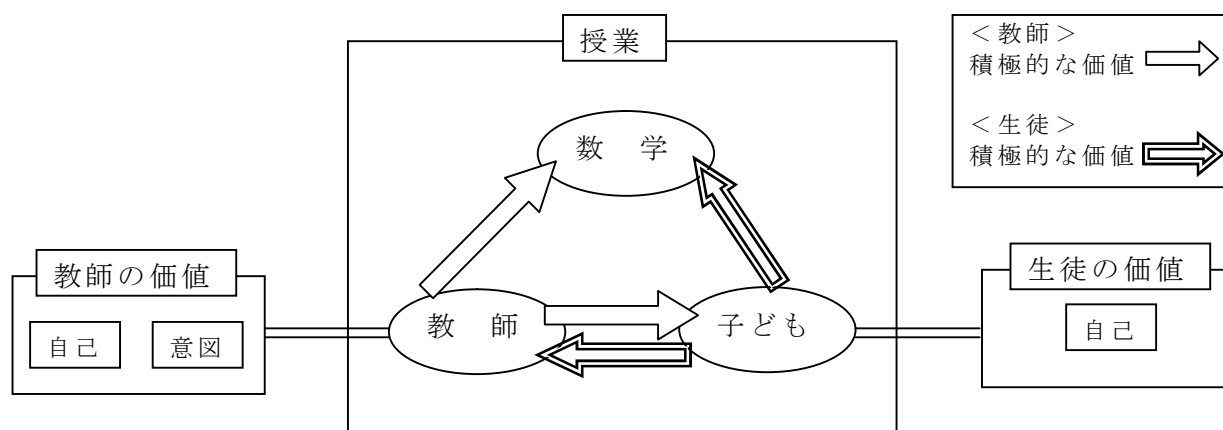 授業
＜教師＞
積極的な価値
＜生徒＞
積極的な価値
数　学
教師の価値
自己
意図
教　師
子ども
生徒の価値
自己